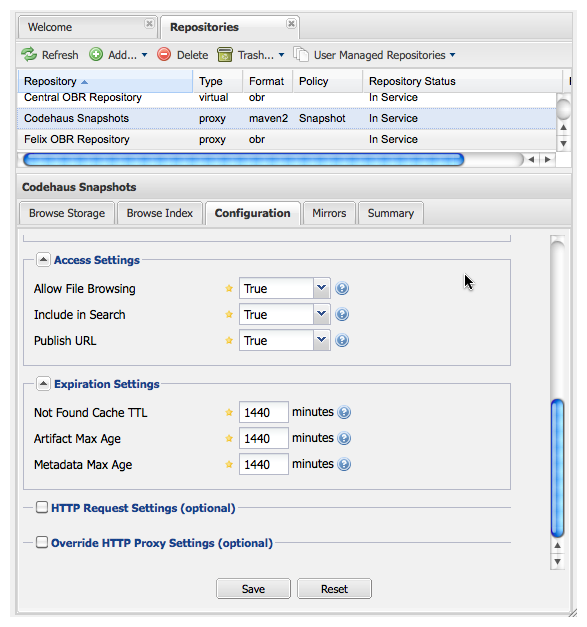 Welcome
Repositories
Refresh Add... Delete Trash... User Managed Repositories
Repository Type Format Policy Repository Status
Central OBR Repository virtual obr In Service
Codehaus Snapshots proxy maven2 Snapshot In Service
Felix OBR Repository proxy obr In Service
Codehaus Snapshots
Browse Storage Browse Index Configuration Mirrors Summary
Access Settings
Allow File Browsing True
Include in Search True
Publish URL True
Expiration Settings
Not Found Cache TTL 1440 minutes
Artifact Max Age 1440 minutes
Metadata Max Age 1440 minutes
HTTP Request Settings (optional)
Override HTTP Proxy Settings (optional)
Save Reset